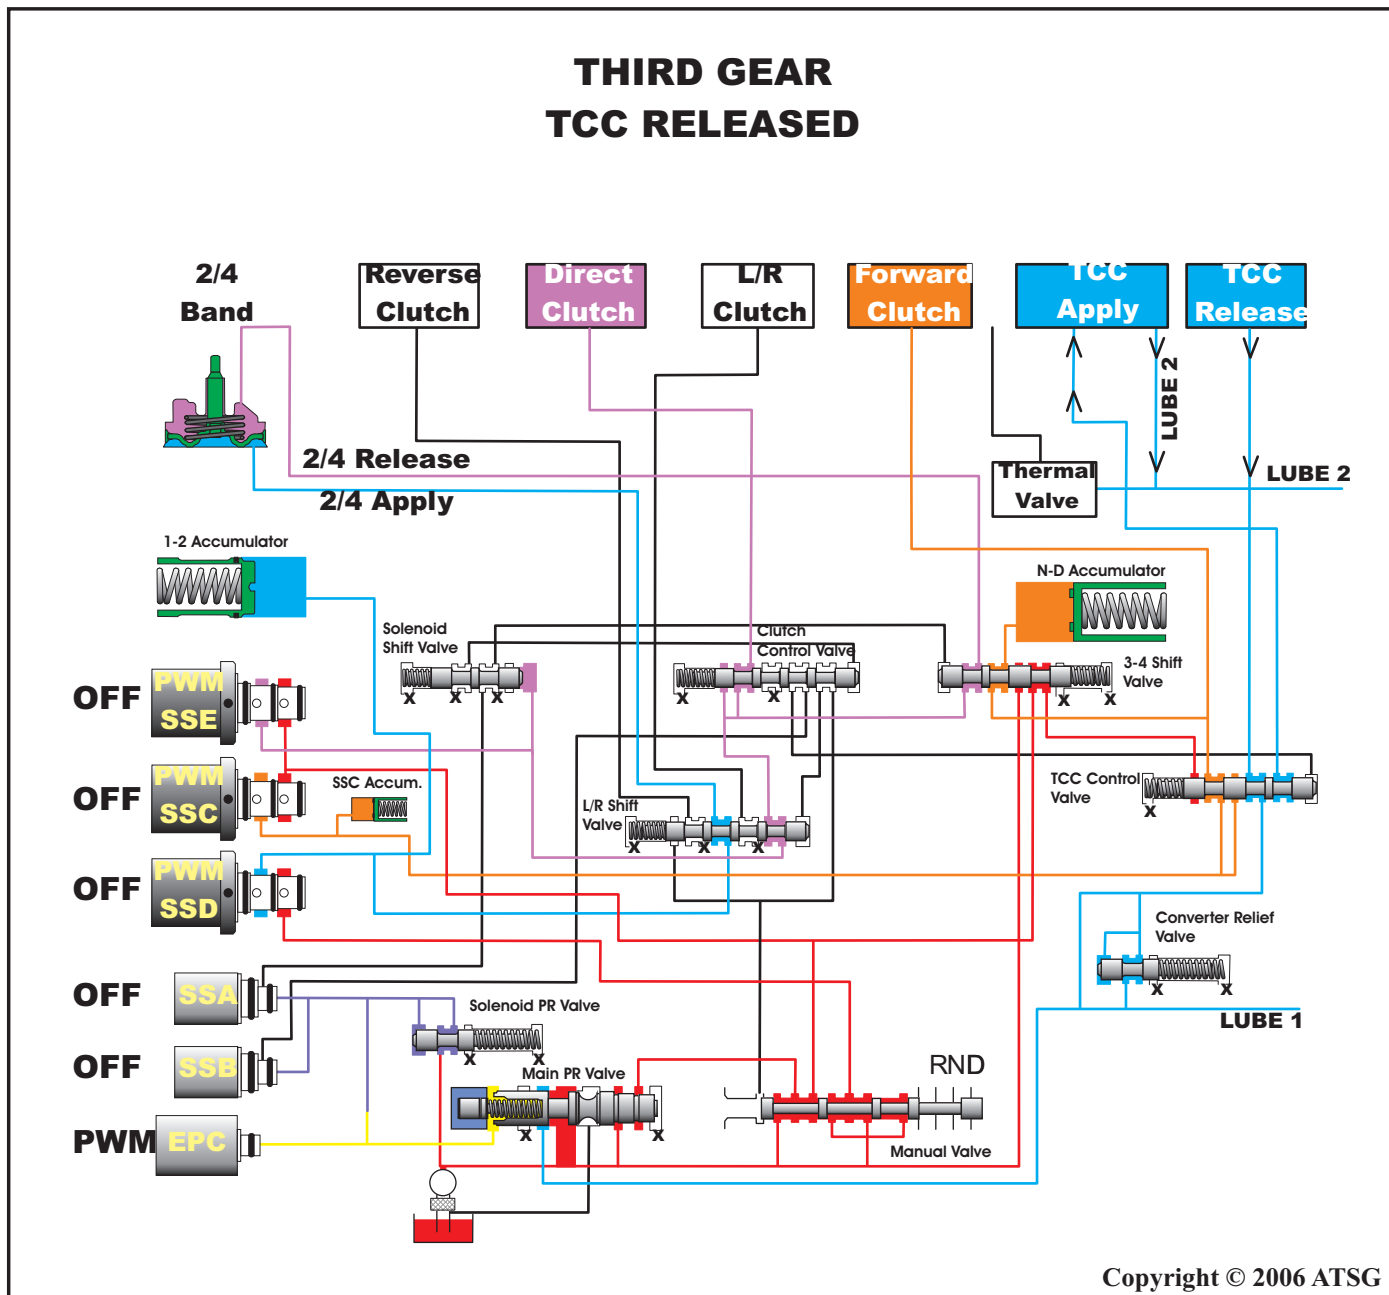 THIRD GEAR
TCC RELEASED
2/4
Band
Reverse
Clutch
Direct
Clutch
L/R
Clutch
Forward
Clutch
TCC
Apply
TCC
Release
LUBE 2
2/4 Release
2/4 Apply
Thermal
Valve
LUBE 2
1-2 Accumulator
N-D Accumulator
Solenoid
Shift Valve
Clutch
Control Valve
3-4 Shift
Valve
X
X
X
X
X
X
X
OFF
PWM
SSE
OFF
PWM
SSC
SSC Accum.
L/R Shift
Valve
X
X
X
TCC Control
Valve
X
OFF
PWM
SSD
Converter Relief
Valve
X
X
OFF
SSA
Solenoid PR Valve
X
X
LUBE 1
OFF
SSB
Main PR Valve
X
X
RND
Manual Valve
PWM
EPC
Copyright © 2006 ATSG